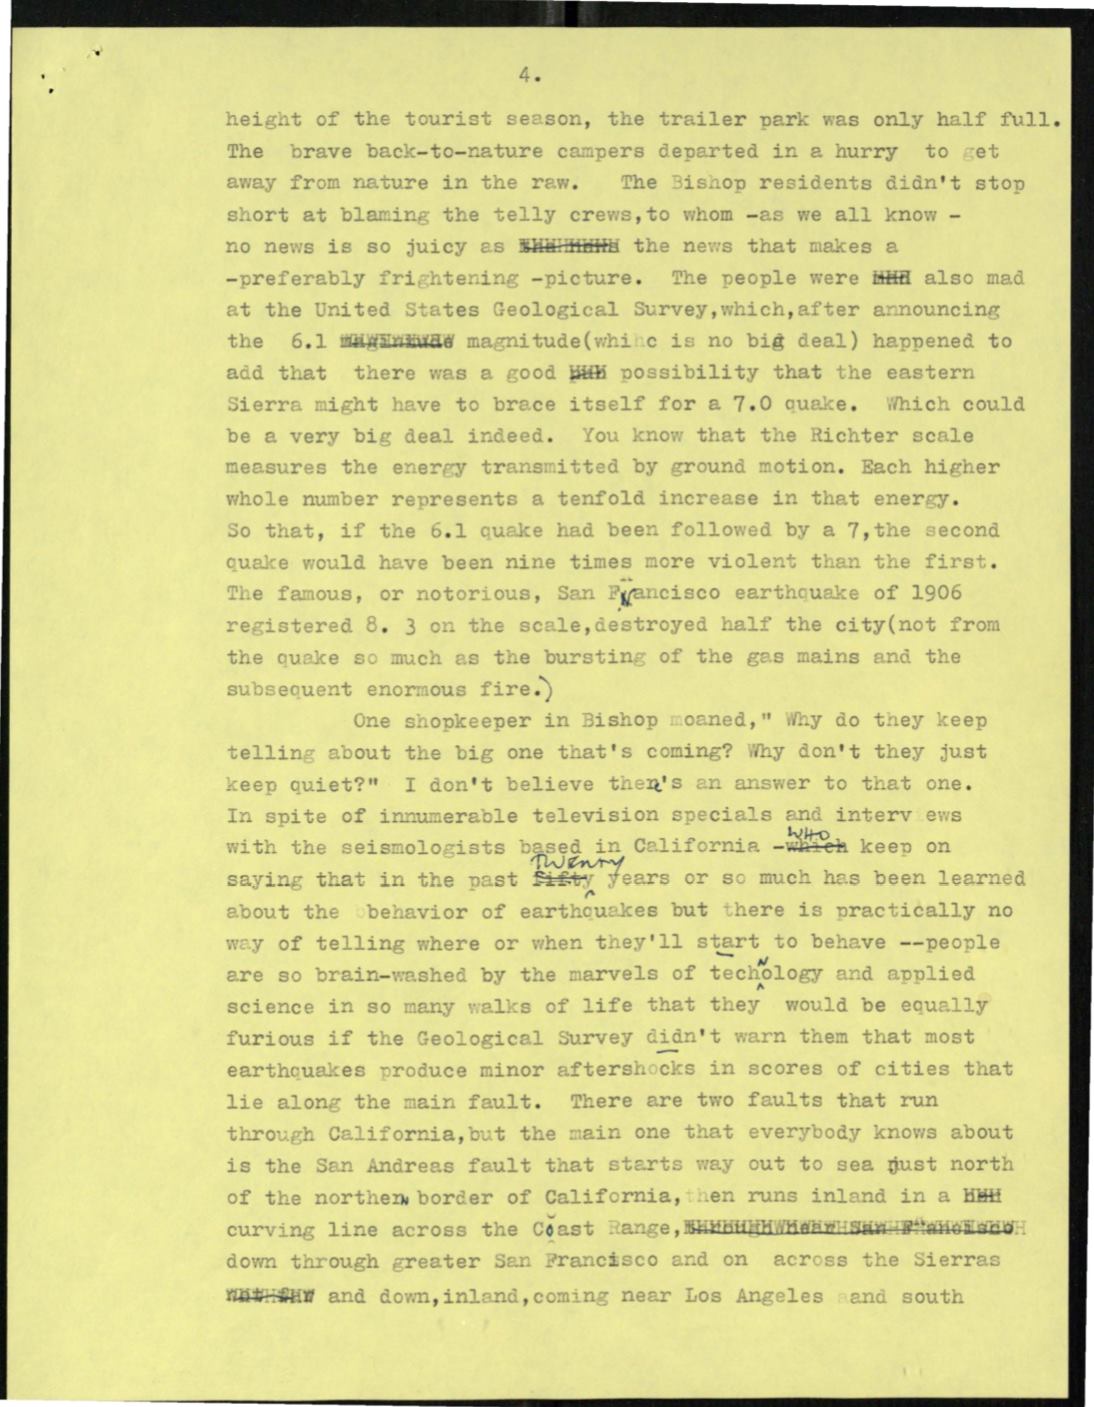 4.
height of the tourist season, the trailer park was only half full.
The brave back-to-nature campers departed in a hurry to get
away from nature in the raw. The Bishop residents didn't stop
short at blaming the telly crews,to whom -as we all know -
no news is so juicy as the news that makes a
-preferably frightening -picture. The people were also mad
at the United States Geological Survey,which,after announcing
the 6.1 magnitude(whi c is no big deal) happened to
add that there was a good possibility that the eastern
Sierra might have to brace itself for a 7.0 quake. Which could
be a very big deal indeed. You know that the Richter scale
measures the energy transmitted by ground motion. Each higher
whole number represents a tenfold increase in that energy.
So that, if the 6.1 quake had been followed by a 7,the second
quake would have been nine times more violent than the first.
The famous, or notorious, San Francisco earthquake of 1906
registered 8. 3 on the scale,destroyed half the city(not from
the quake so much as the bursting of the gas mains and the
subsequent enormous fire.)
One shopkeeper in Bishop moaned," Why do they keep
telling about the big one that's coming? Why don't they just
keep quiet?" I don't believe there's an answer to that one.
In spite of innumerable television specials and interv ews
with the seismologists based in California -which WHO keep on
saying that in the past fifty TWENTY years or so much has been learned
about the behavior of earthquakes but there is practically no
way of telling where or when they'll start to behave --people
are so brain-washed by the marvels of technology and applied
science in so many walks of life that they would be equally
furious if the Geological Survey didn't warn them that most
earthquakes produce minor aftershocks in scores of cities that
lie along the main fault. There are two faults that run
through California,but the main one that everybody knows about
is the San Andreas fault that starts way out to sea just north
of the northern border of California,then runs inland in a
curving line across the Coast Range, through near San Francisco
down through greater San Francisco and on across the Sierras
and down,inland,coming near Los Angeles and south